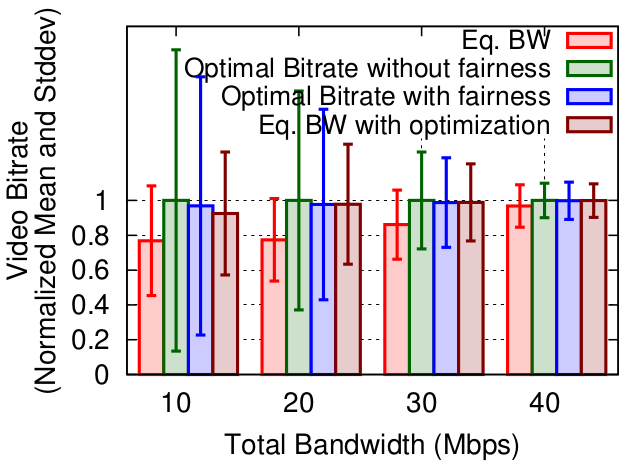 Eq. BW
Optimal Bitrate without fairness
Optimal Bitrate with fairness
Eq. BW with optimization
Video Bitrate
(Normalized Mean and Stddev)
1
0.8
0.6
0.4
0.2
0
10 20 30 40
Total Bandwidth (Mbps)